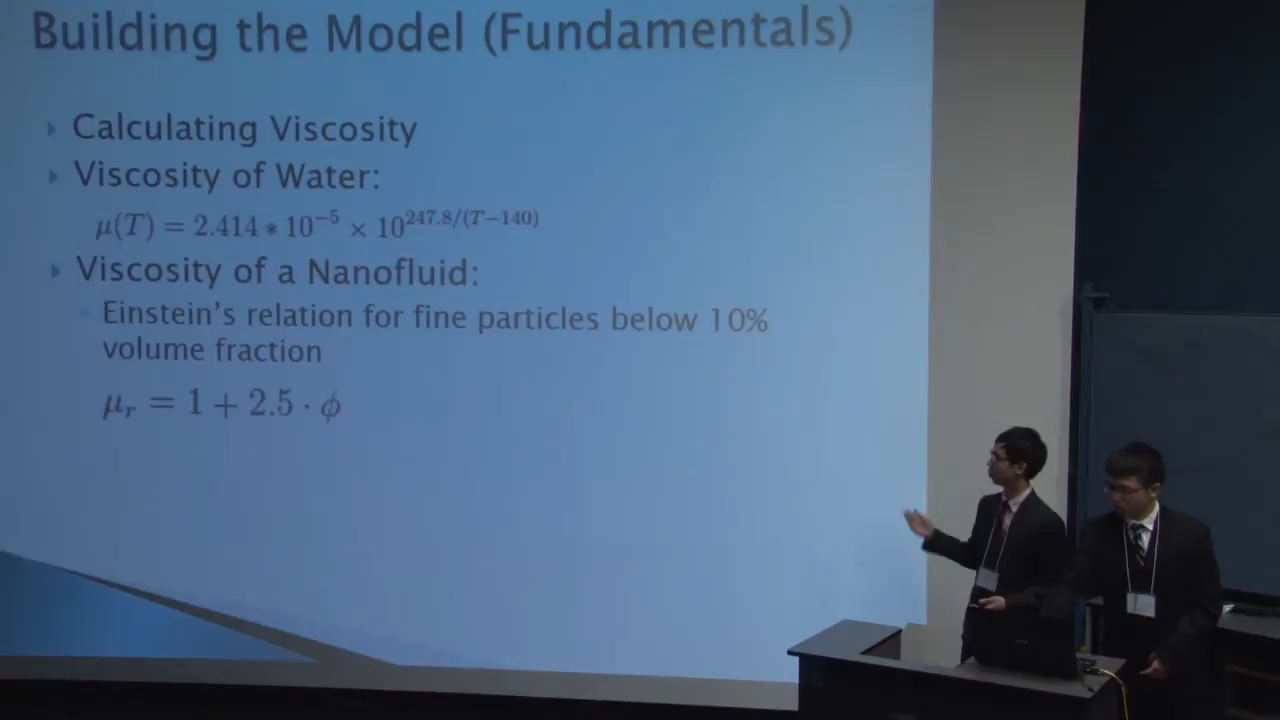 Building the Model (Fundamentals)
Calculating Viscosity
Viscosity of Water:
μ(T) = 2.414 * 10^{-5} × 10^{247.8/(T-140)}
Viscosity of a Nanofluid:
Einstein's relation for fine particles below 10%
volume fraction
μ_r = 1 + 2.5 · ϕ